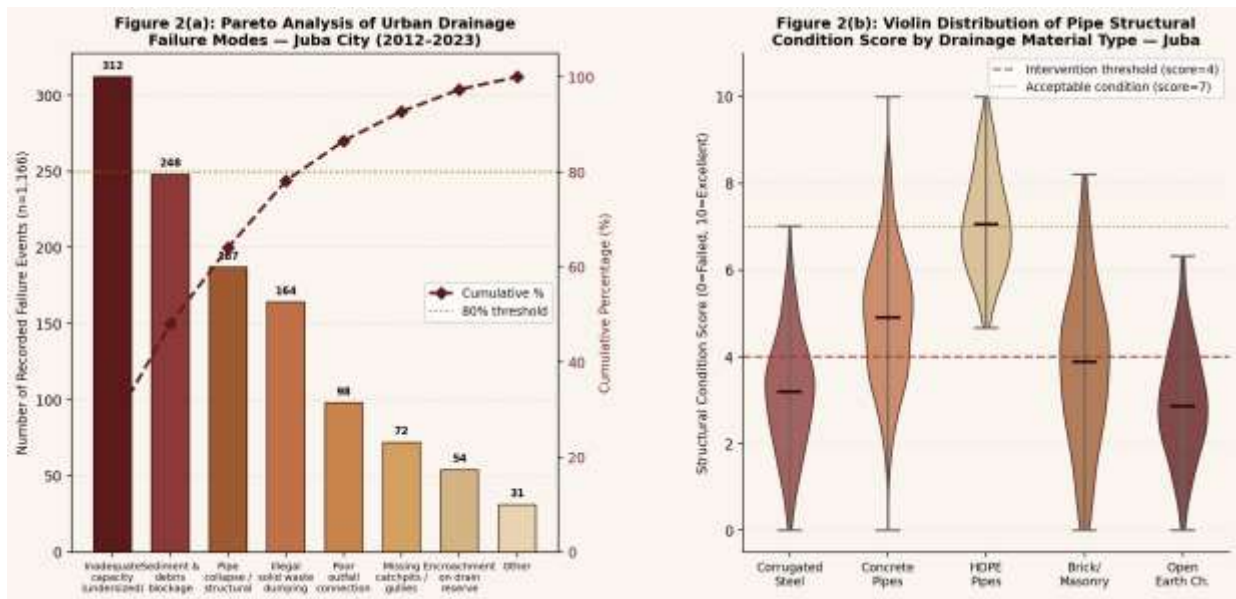 Figure 2(a): Pareto Analysis of Urban Drainage
Failure Modes — Juba City (2012–2023)
Number of Recorded Failure Events (n=1,166)
300
250
200
150
100
50
0
312
248
187
164
98
72
54
31
Cumulative %
80% threshold
100
80
60
40
20
0
Cumulative Percentage (%)
Inadequate
capacity
(undersized)
Sediment &
debris
blockage
Pipe
collapse /
structural
Illegal
solid waste
dumping
Poor
outfall
connection
Missing
catchpits /
gullies
Encroachment
on drain
reserve
Other
Figure 2(b): Violin Distribution of Pipe Structural
Condition Score by Drainage Material Type — Juba
Structural Condition Score (0=Failed, 10=Excellent)
10
8
6
4
2
0
Intervention threshold (score=4)
Acceptable condition (score=7)
Corrugated
Steel
Concrete
Pipes
HDPE
Pipes
Brick/
Masonry
Open
Earth Ch.